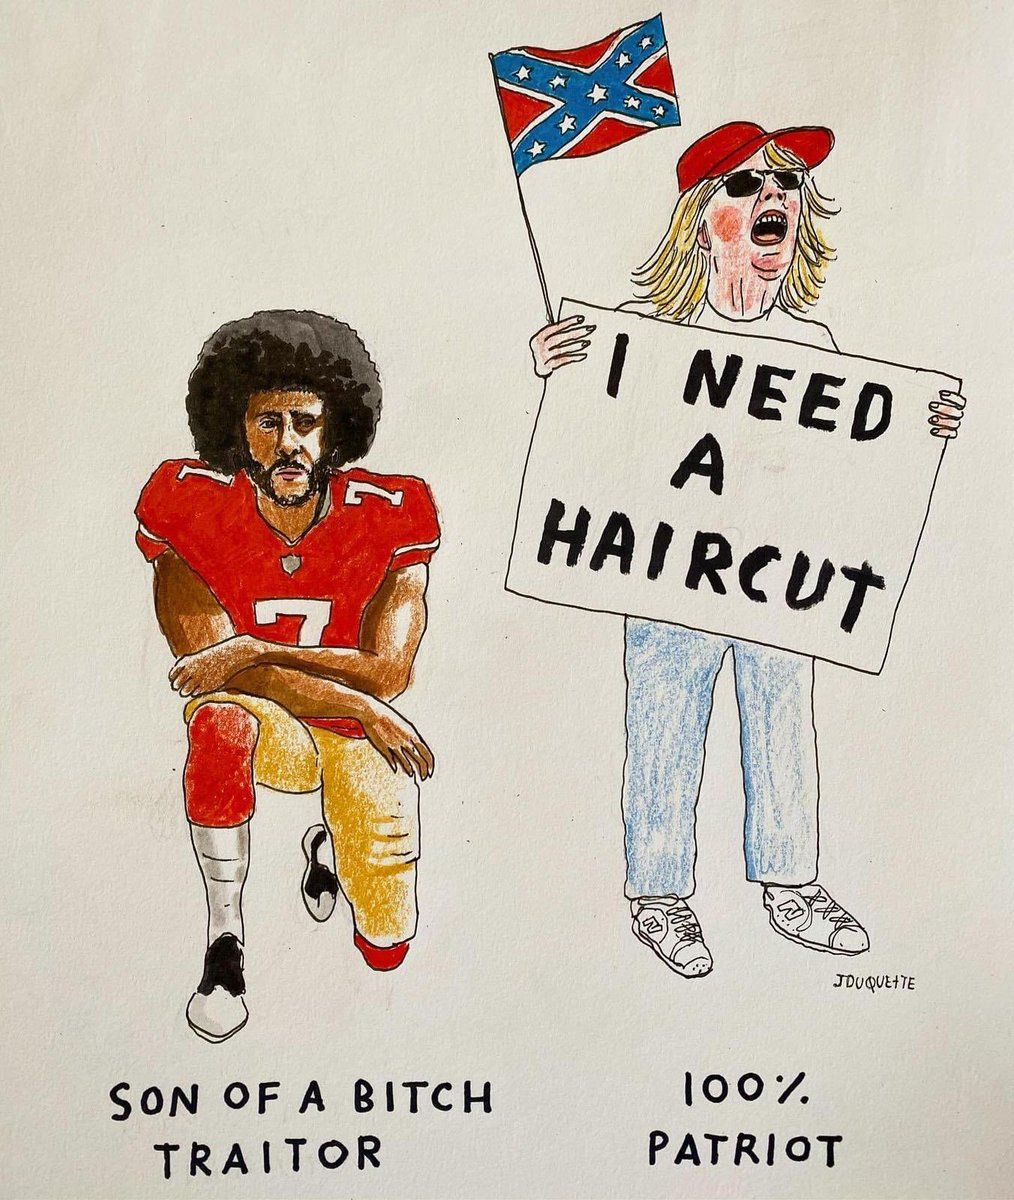 7
7
7
I NEED
A
HAIRCUT
N
N
JDUQUETTE
SON OF A BITCH
TRAITOR
100%
PATRIOT